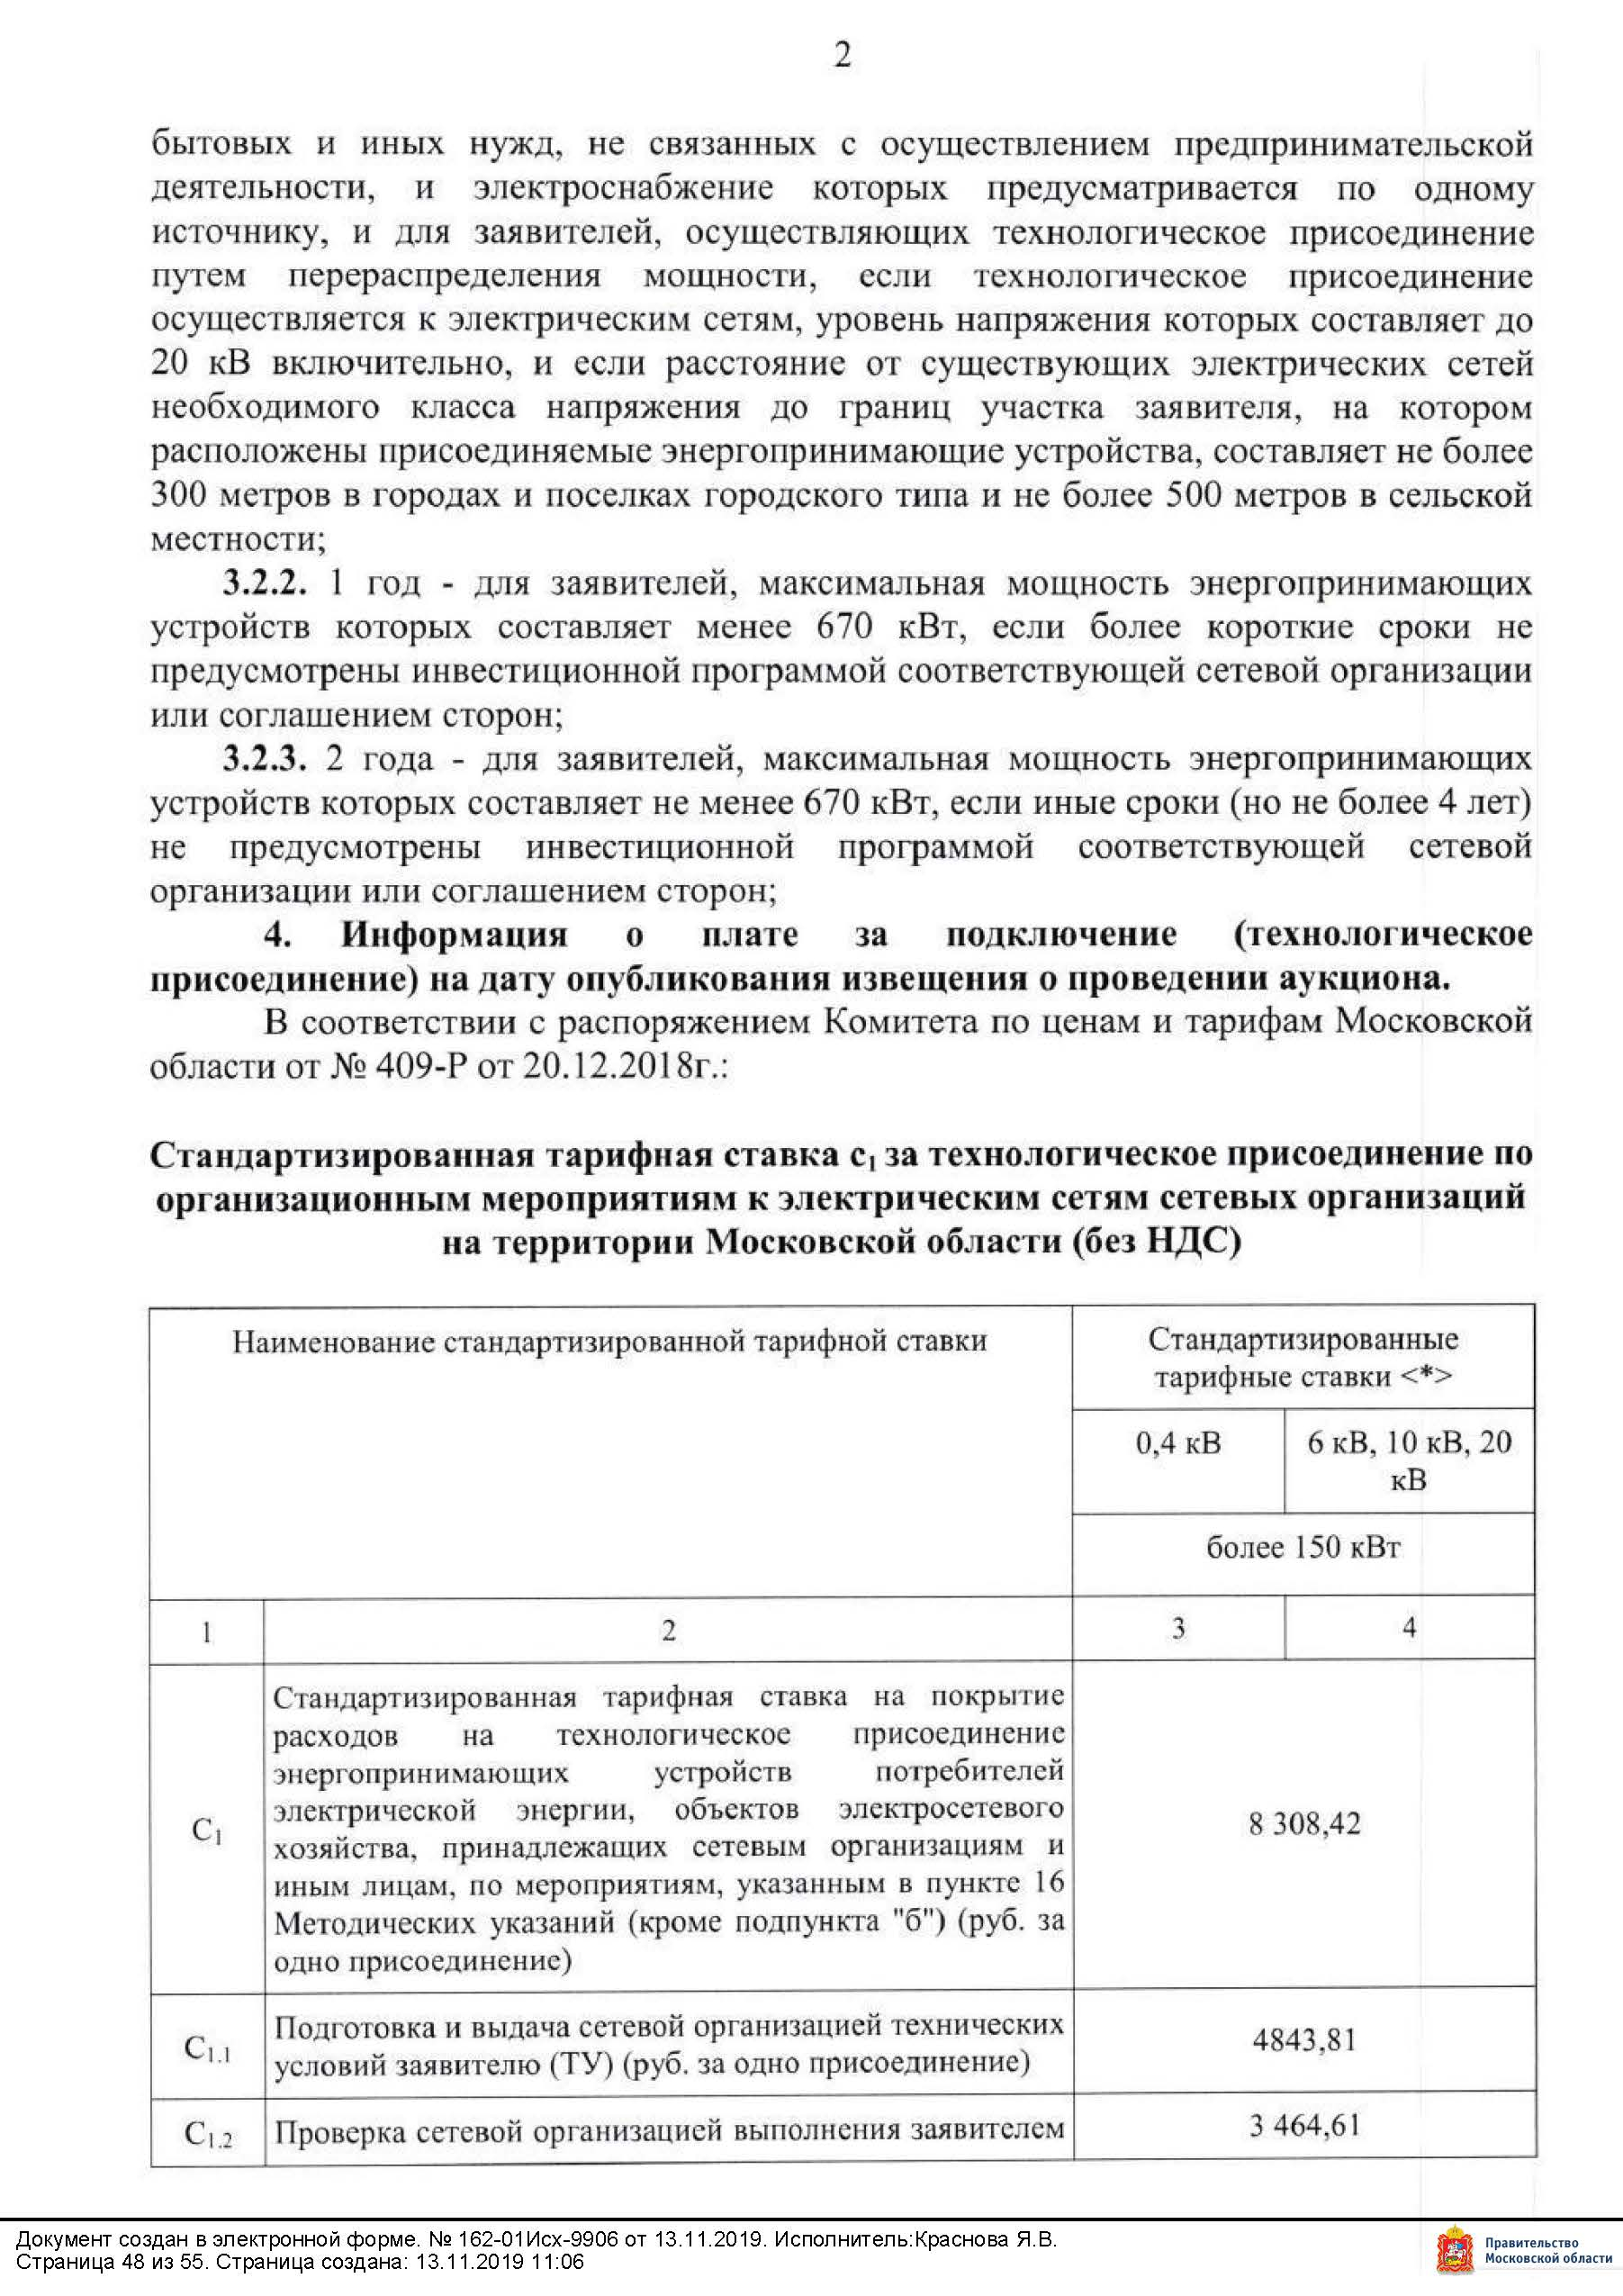 2
бытовых и иных нужд, не связанных с осуществлением предпринимательской
деятельности, и электроснабжение которых предусматривается по одному
источнику, и для заявителей, осуществляющих технологическое присоединение
путем перераспределения мощности, если технологическое присоединение
осуществляется к электрическим сетям, уровень напряжения которых составляет до
20 кВ включительно, и если расстояние от существующих электрических сетей
необходимого класса напряжения до границ участка заявителя, на котором
расположены присоединяемые энергопринимающие устройства, составляет не более
300 метров в городах и поселках городского типа и не более 500 метров в сельской
местности;
3.2.2. 1 год - для заявителей, максимальная мощность энергопринимающих
устройств которых составляет менее 670 кВт, если более короткие сроки не
предусмотрены инвестиционной программой соответствующей сетевой организации
или соглашением сторон;
3.2.3. 2 года - для заявителей, максимальная мощность энергопринимающих
устройств которых составляет не менее 670 кВт, если иные сроки (но не более 4 лет)
не предусмотрены инвестиционной программой соответствующей сетевой
организации или соглашением сторон;
4. Информация о плате за подключение (технологическое
присоединение) на дату опубликования извещения о проведении аукциона.
В соответствии с распоряжением Комитета по ценам и тарифам Московской
области от № 409-Р от 20.12.2018г.:
Стандартизированная тарифная ставка с₁ за технологическое присоединение по
организационным мероприятиям к электрическим сетям сетевых организаций
на территории Московской области (без НДС)
Наименование стандартизированной тарифной ставки
Стандартизированные
тарифные ставки <*>
0,4 кВ
6 кВ, 10 кВ, 20
кВ
более 150 кВт
1 2 3 4
С₁
Стандартизированная тарифная ставка на покрытие
расходов на технологическое присоединение
энергопринимающих устройств потребителей
электрической энергии, объектов электросетевого
хозяйства, принадлежащих сетевым организациям и
иным лицам, по мероприятиям, указанным в пункте 16
Методических указаний (кроме подпункта "б") (руб. за
одно присоединение)
8 308,42
С₁.₁
Подготовка и выдача сетевой организацией технических
условий заявителю (ТУ) (руб. за одно присоединение)
4843,81
С₁.₂
Проверка сетевой организацией выполнения заявителем
3 464,61
Документ создан в электронной форме. № 162-01Исх-9906 от 13.11.2019. Исполнитель:Краснова Я.В.
Страница 48 из 55. Страница создана: 13.11.2019 11:06
Правительство
Московской области